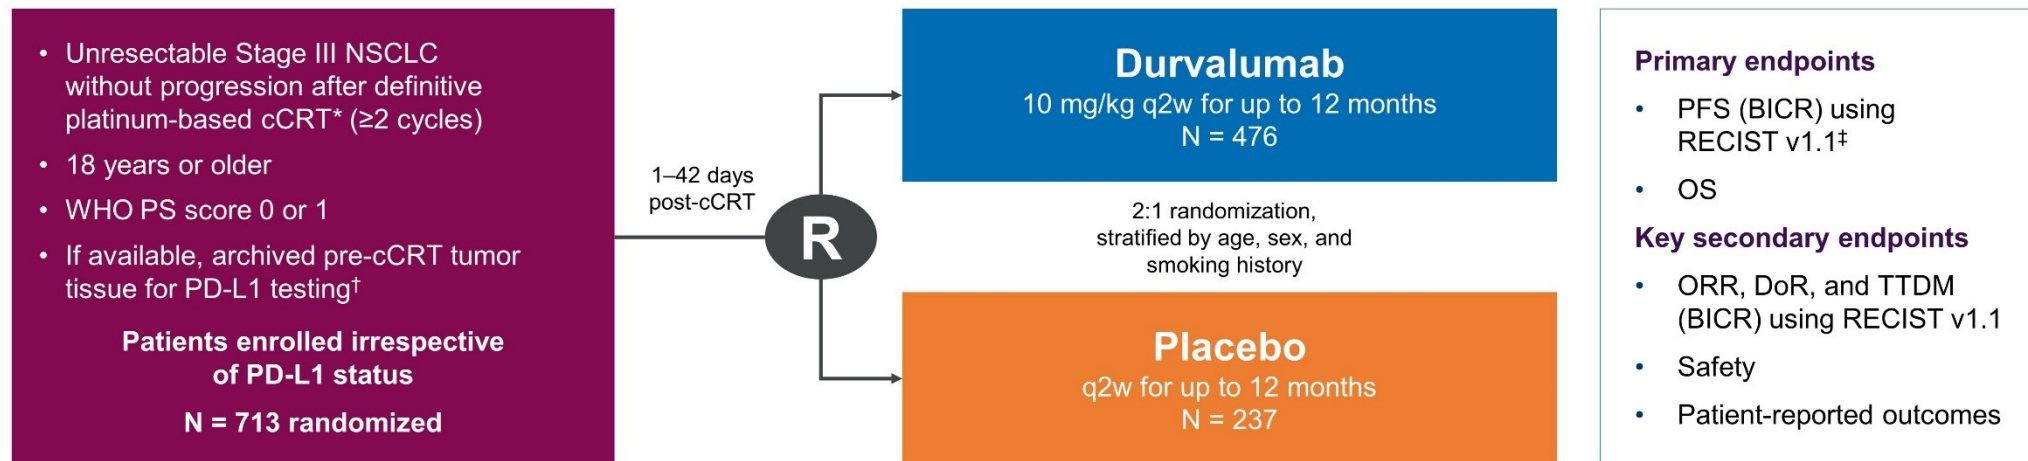 • Unresectable Stage III NSCLC
without progression after definitive
platinum-based cCRT* (≥2 cycles)
• 18 years or older
• WHO PS score 0 or 1
• If available, archived pre-cCRT tumor
tissue for PD-L1 testing†
Patients enrolled irrespective
of PD-L1 status
N = 713 randomized
1–42 days
post-cCRT
R
Durvalumab
10 mg/kg q2w for up to 12 months
N = 476
2:1 randomization,
stratified by age, sex, and
smoking history
Placebo
q2w for up to 12 months
N = 237
Primary endpoints
• PFS (BICR) using
RECIST v1.1‡
• OS
Key secondary endpoints
• ORR, DoR, and TTDM
(BICR) using RECIST v1.1
• Safety
• Patient-reported outcomes